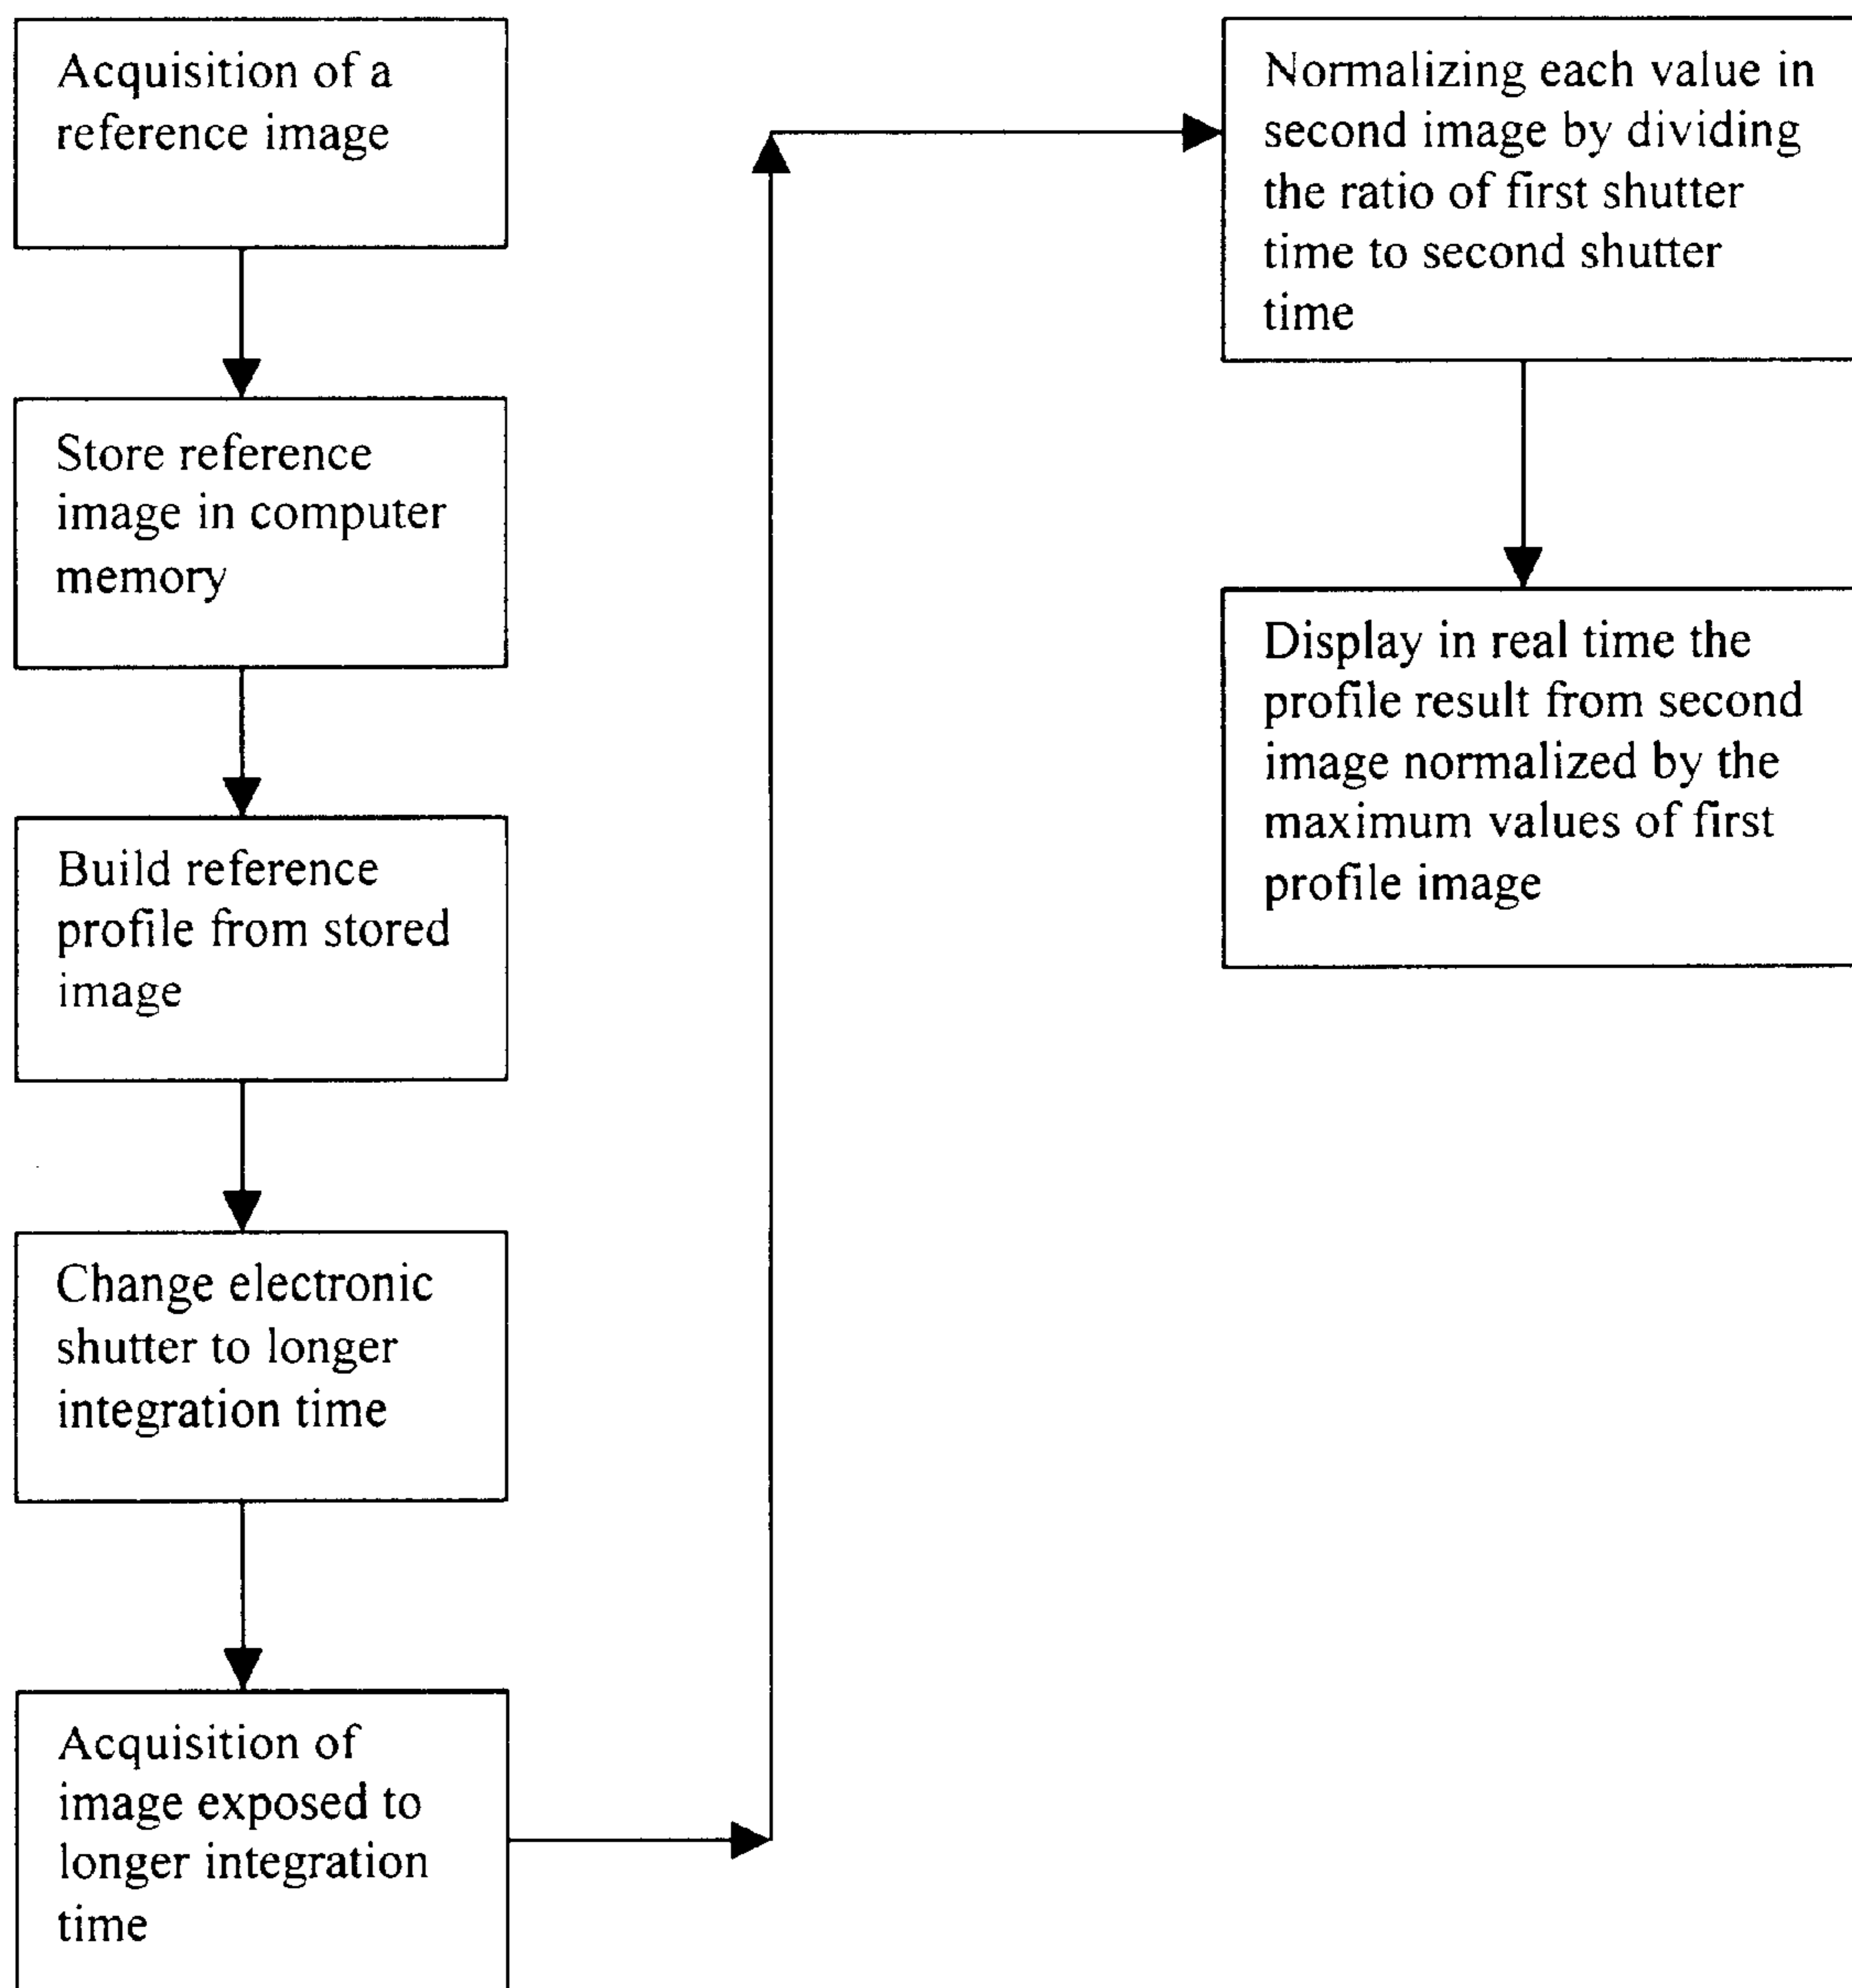 Acquisition of a
reference image
Store reference
image in computer
memory
Build reference
profile from stored
image
Change electronic
shutter to longer
integration time
Acquisition of
image exposed to
longer integration
time
Normalizing each value in
second image by dividing
the ratio of first shutter
time to second shutter
time
Display in real time the
profile result from second
image normalized by the
maximum values of first
profile image